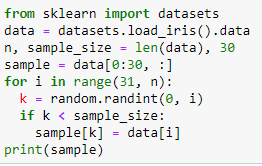 from sklearn import datasets
data = datasets.load_iris().data
n, sample_size = len(data), 30
sample = data[0:30, :]
for i in range(31, n):
  k = random.randint(0, i)
  if k < sample_size:
    sample[k] = data[i]
print(sample)